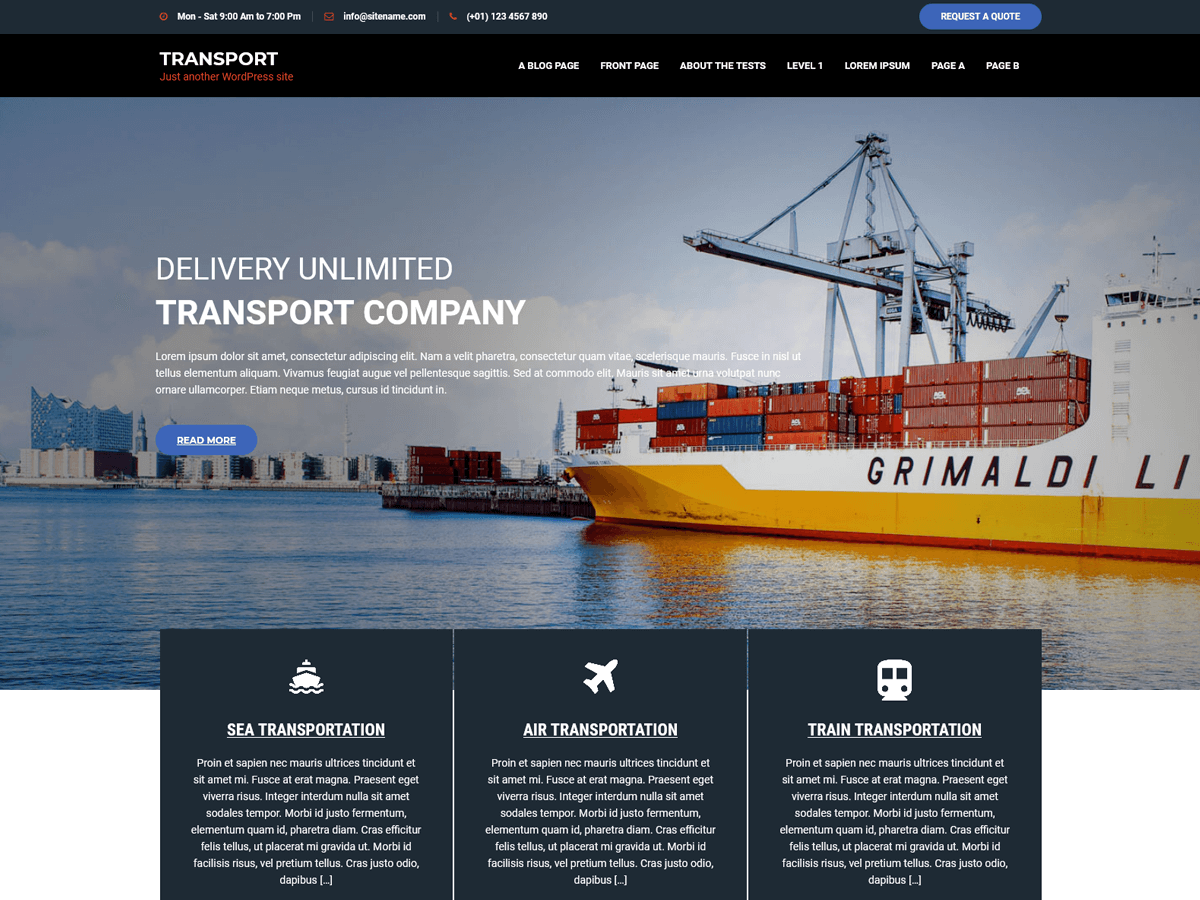 Mon - Sat 9:00 Am to 7:00 Pm
info@sitename.com
(+01) 123 4567 890
REQUEST A QUOTE
TRANSPORT
Just another WordPress site
A BLOG PAGE
FRONT PAGE
ABOUT THE TESTS
LEVEL 1
LOREM IPSUM
PAGE A
PAGE B
DELIVERY UNLIMITED
TRANSPORT COMPANY
Lorem ipsum dolor sit amet, consectetur adipiscing elit. Nam a velit pharetra, consectetur quam vitae, scelerisque mauris. Fusce in nisl ut
tellus elementum aliquam. Vivamus feugiat augue vel pellentesque sagittis. Sed at commodo elit. Mauris sit amet urna volutpat nunc
ornare ullamcorper. Etiam neque metus, cursus id tincidunt in.
READ MORE
GRIMALDI LI
SEA TRANSPORTATION
Proin et sapien nec mauris ultrices tincidunt et
sit amet mi. Fusce at erat magna. Praesent eget
viverra risus. Integer interdum nulla sit amet
sodales tempor. Morbi id justo fermentum,
elementum quam id, pharetra diam. Cras efficitur
felis tellus, ut placerat mi gravida ut. Morbi id
facilisis risus, vel pretium tellus. Cras justo odio,
dapibus […]
AIR TRANSPORTATION
Proin et sapien nec mauris ultrices tincidunt et
sit amet mi. Fusce at erat magna. Praesent eget
viverra risus. Integer interdum nulla sit amet
sodales tempor. Morbi id justo fermentum,
elementum quam id, pharetra diam. Cras efficitur
felis tellus, ut placerat mi gravida ut. Morbi id
facilisis risus, vel pretium tellus. Cras justo odio,
dapibus […]
TRAIN TRANSPORTATION
Proin et sapien nec mauris ultrices tincidunt et
sit amet mi. Fusce at erat magna. Praesent eget
viverra risus. Integer interdum nulla sit amet
sodales tempor. Morbi id justo fermentum,
elementum quam id, pharetra diam. Cras efficitur
felis tellus, ut placerat mi gravida ut. Morbi id
facilisis risus, vel pretium tellus. Cras justo odio,
dapibus […]